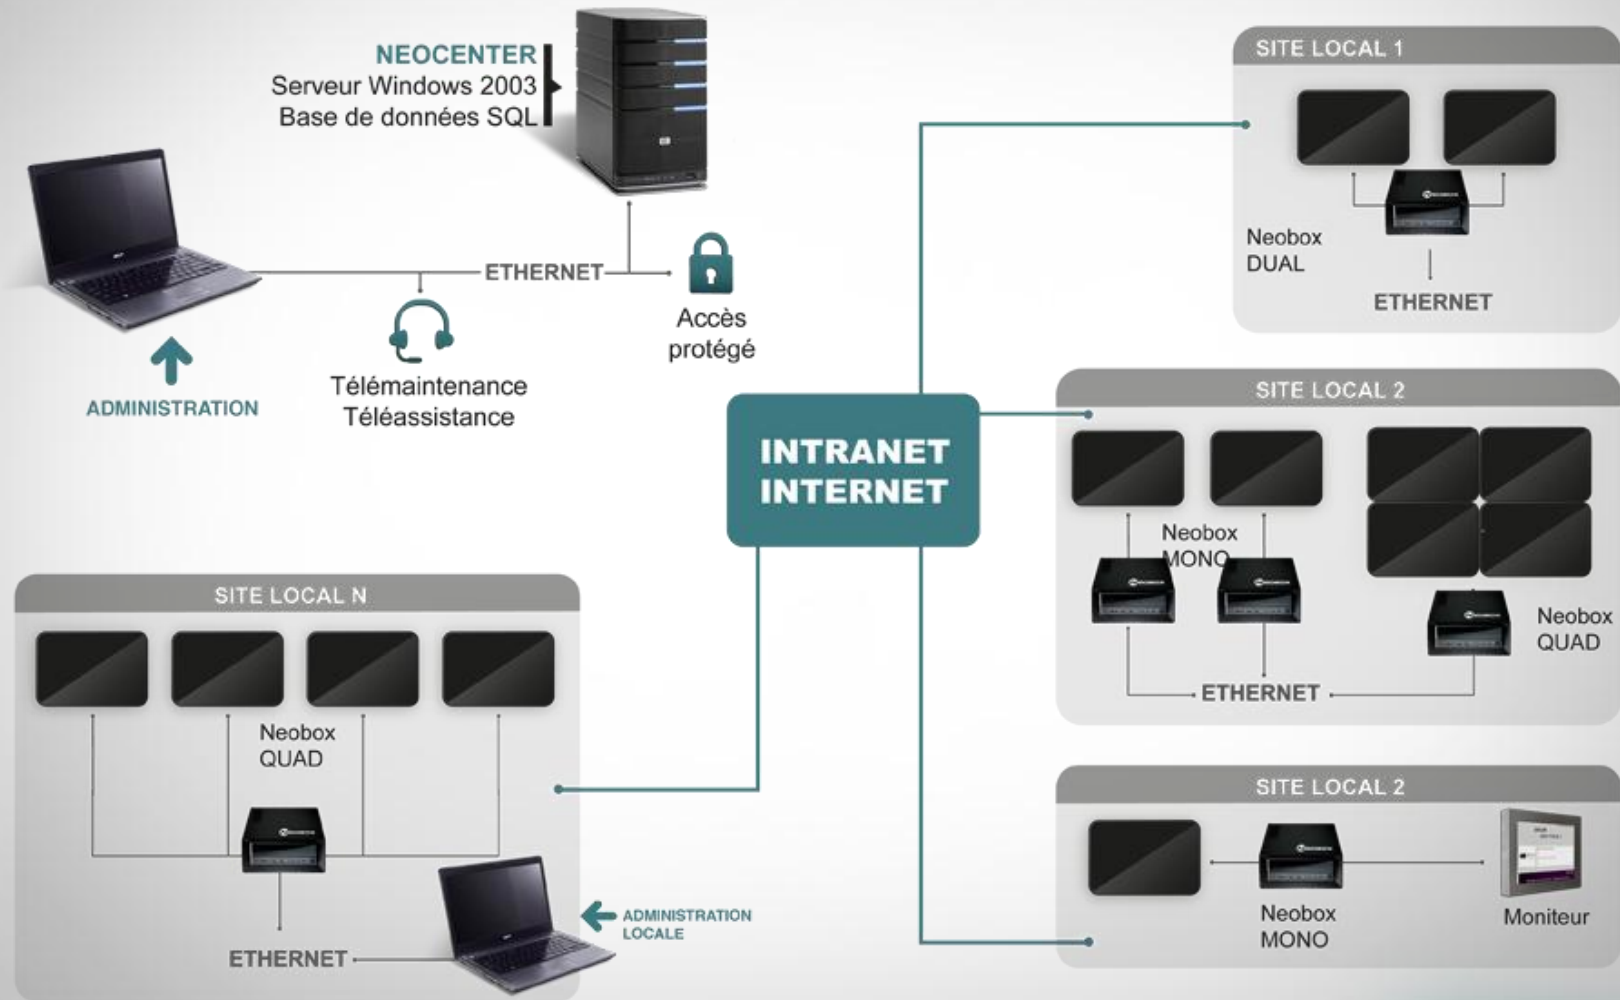 NEOCENTER
Serveur Windows 2003
Base de données SQL
ETHERNET
Accès
protégé
ADMINISTRATION
Télémaintenance
Téléassistance
INTRANET
INTERNET
SITE LOCAL 1
Neobox
DUAL
ETHERNET
SITE LOCAL 2
Neobox
MONO
Neobox
QUAD
ETHERNET
SITE LOCAL N
Neobox
QUAD
ETHERNET
ADMINISTRATION
LOCALE
SITE LOCAL 2
Neobox
MONO
Moniteur